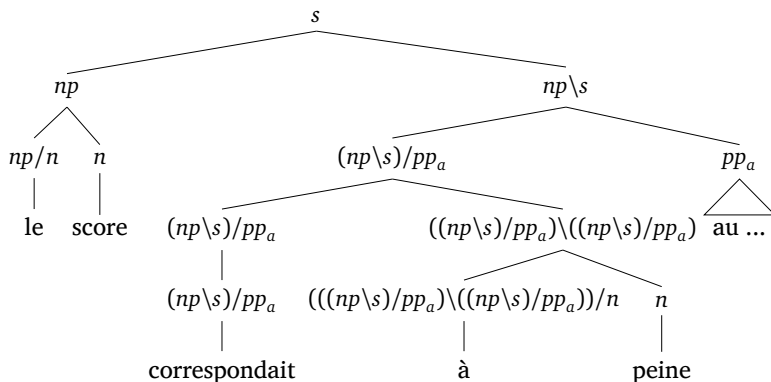 s
np np\s
np/n n (np\s)/pp_a pp_a
le score (np\s)/pp_a ((np\s)/pp_a)\((np\s)/pp_a) au ...
(np\s)/pp_a (((np\s)/pp_a)\((np\s)/pp_a))/n n
correspondait à peine